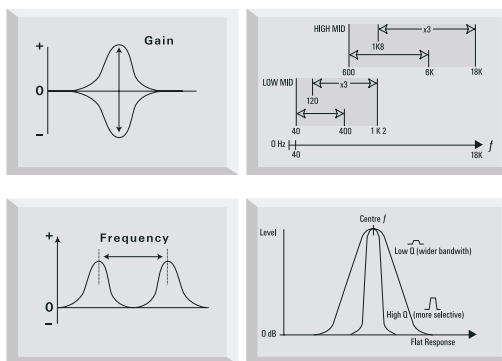 Gain
+
0
–
HIGH MID
x3
1K8
600
6K
18K
LOW MID
x3
120
40
400
1 K 2
0 Hz
40
18K
f
Frequency
+
0
–
Centre f
Level
Low Q (wider bandwith)
High Q (more selective)
0 dB
Flat Response